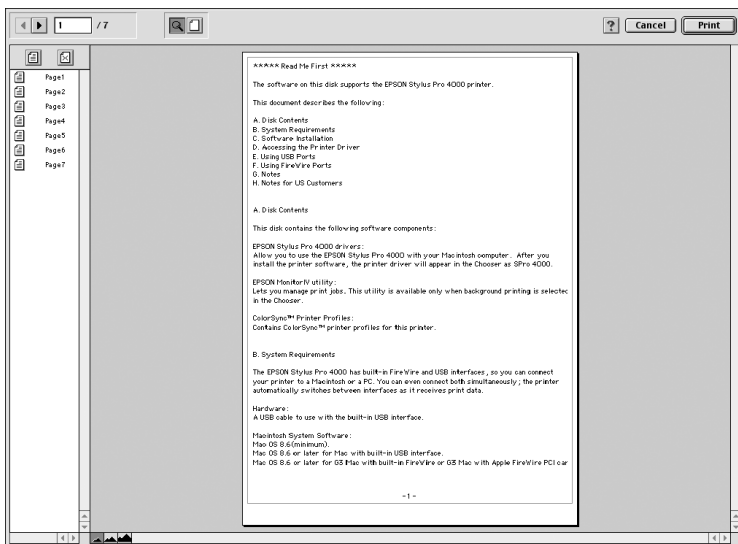 1 / 7
? Cancel Print
Page1
Page2
Page3
Page4
Page5
Page6
Page7
***** Read Me First *****
The software on this disk supports the EPSON Stylus Pro 4000 printer.
This document describes the following:
A. Disk Contents
B. System Requirements
C. Software Installation
D. Accessing the Printer Driver
E. Using USB Ports
F. Using FireWire Ports
G. Notes
H. Notes for US Customers
A. Disk Contents
This disk contains the following software components:
EPSON Stylus Pro 4000 drivers:
Allow you to use the EPSON Stylus Pro 4000 with your Macintosh computer. After you
install the printer software, the printer driver will appear in the Chooser as SPro 4000.
EPSON MonitorIV utility:
Lets you manage print jobs. This utility is available only when background printing is selected
in the Chooser.
ColorSync™ Printer Profiles:
Contains ColorSync™ printer profiles for this printer.
B. System Requirements
The EPSON Stylus Pro 4000 has built-in FireWire and USB interfaces, so you can connect
your printer to a Macintosh or a PC. You can even connect both simultaneously; the printer
automatically switches between interfaces as it receives print data.
Hardware:
A USB cable to use with the built-in USB interface.
Macintosh System Software:
Mac OS 8.6(minimum).
Mac OS 8.6 or later for Mac with built-in USB interface.
Mac OS 8.6 or later for G3 Mac with built-in FireWire or G3 Mac with Apple FireWire PCI car
- 1 -